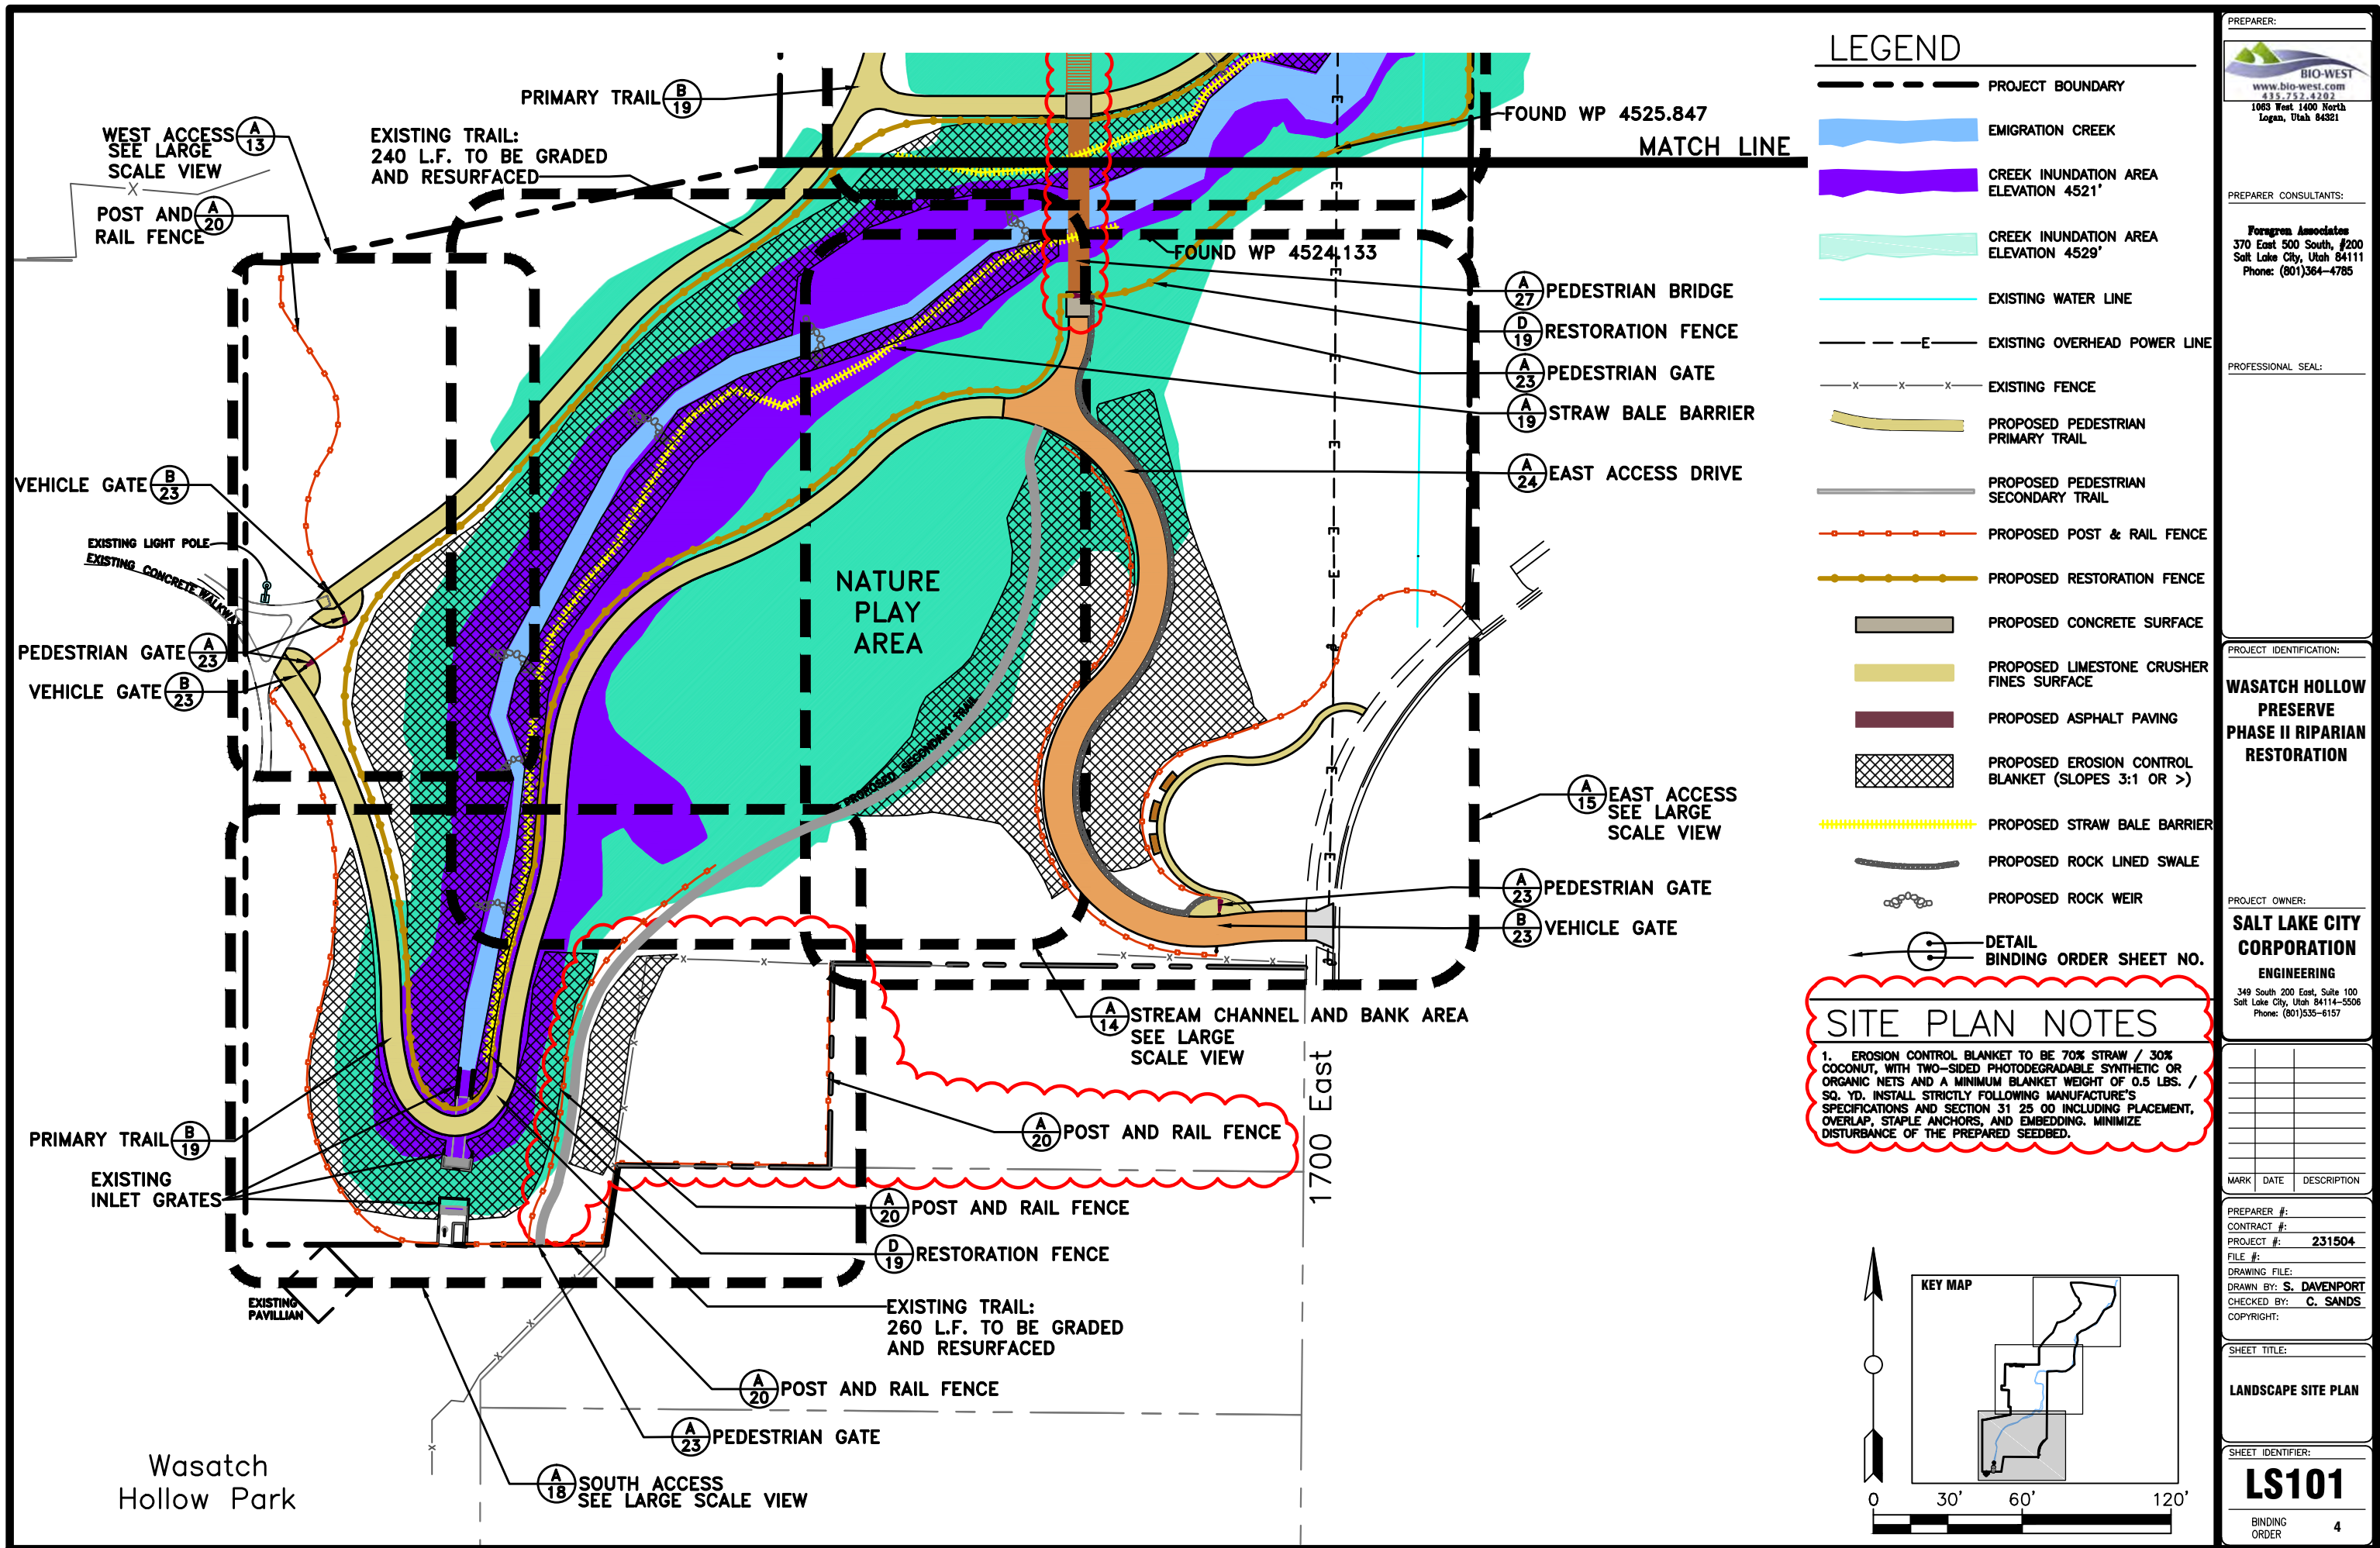 PRIMARY TRAIL B 19
WEST ACCESS A 13
SEE LARGE
SCALE VIEW
EXISTING TRAIL:
240 L.F. TO BE GRADED
AND RESURFACED
POST AND A 20
RAIL FENCE
FOUND WP 4525.847
MATCH LINE
FOUND WP 4524.133
A 27 PEDESTRIAN BRIDGE
D 19 RESTORATION FENCE
A 23 PEDESTRIAN GATE
A 19 STRAW BALE BARRIER
A 24 EAST ACCESS DRIVE
VEHICLE GATE B 23
EXISTING LIGHT POLE
EXISTING CONCRETE WALKWA
PEDESTRIAN GATE A 23
VEHICLE GATE B 23
NATURE
PLAY
AREA
PROPOSED SECONDARY TRAIL
E
E
E
E
E
E
E
E
A 15 EAST ACCESS
SEE LARGE
SCALE VIEW
A 23 PEDESTRIAN GATE
B 23 VEHICLE GATE
A 14 STREAM CHANNEL AND BANK AREA
SEE LARGE
SCALE VIEW
1700 East
A 20 POST AND RAIL FENCE
PRIMARY TRAIL B 19
EXISTING
INLET GRATES
A 20 POST AND RAIL FENCE
D 19 RESTORATION FENCE
EXISTING TRAIL:
260 L.F. TO BE GRADED
AND RESURFACED
EXISTING
PAVILLIAN
A 20 POST AND RAIL FENCE
A 23 PEDESTRIAN GATE
A 18 SOUTH ACCESS
SEE LARGE SCALE VIEW
Wasatch
Hollow Park
LEGEND
PROJECT BOUNDARY
EMIGRATION CREEK
CREEK INUNDATION AREA
ELEVATION 4521'
CREEK INUNDATION AREA
ELEVATION 4529'
EXISTING WATER LINE
E EXISTING OVERHEAD POWER LINE
X X X EXISTING FENCE
PROPOSED PEDESTRIAN
PRIMARY TRAIL
PROPOSED PEDESTRIAN
SECONDARY TRAIL
PROPOSED POST & RAIL FENCE
PROPOSED RESTORATION FENCE
PROPOSED CONCRETE SURFACE
PROPOSED LIMESTONE CRUSHER
FINES SURFACE
PROPOSED ASPHALT PAVING
PROPOSED EROSION CONTROL
BLANKET (SLOPES 3:1 OR >)
PROPOSED STRAW BALE BARRIER
PROPOSED ROCK LINED SWALE
PROPOSED ROCK WEIR
DETAIL
BINDING ORDER SHEET NO.
SITE PLAN NOTES
1. EROSION CONTROL BLANKET TO BE 70% STRAW / 30%
COCONUT, WITH TWO-SIDED PHOTODEGRADABLE SYNTHETIC OR
ORGANIC NETS AND A MINIMUM BLANKET WEIGHT OF 0.5 LBS. /
SQ. YD. INSTALL STRICTLY FOLLOWING MANUFACTURE'S
SPECIFICATIONS AND SECTION 31 25 00 INCLUDING PLACEMENT,
OVERLAP, STAPLE ANCHORS, AND EMBEDDING. MINIMIZE
DISTURBANCE OF THE PREPARED SEEDBED.
KEY MAP
0 30' 60' 120'
PREPARER:
BIO-WEST
www.bio-west.com
435.752.4202
1063 West 1400 North
Logan, Utah 84321
PREPARER CONSULTANTS:
Forsgren Associates
370 East 500 South, #200
Salt Lake City, Utah 84111
Phone: (801)364-4785
PROFESSIONAL SEAL:
PROJECT IDENTIFICATION:
WASATCH HOLLOW
PRESERVE
PHASE II RIPARIAN
RESTORATION
PROJECT OWNER:
SALT LAKE CITY
CORPORATION
ENGINEERING
349 South 200 East, Suite 100
Salt Lake City, Utah 84114-5506
Phone: (801)535-6157
MARK DATE DESCRIPTION
PREPARER #:
CONTRACT #:
PROJECT #: 231504
FILE #:
DRAWING FILE:
DRAWN BY: S. DAVENPORT
CHECKED BY: C. SANDS
COPYRIGHT:
SHEET TITLE:
LANDSCAPE SITE PLAN
SHEET IDENTIFIER:
LS101
BINDING
ORDER 4